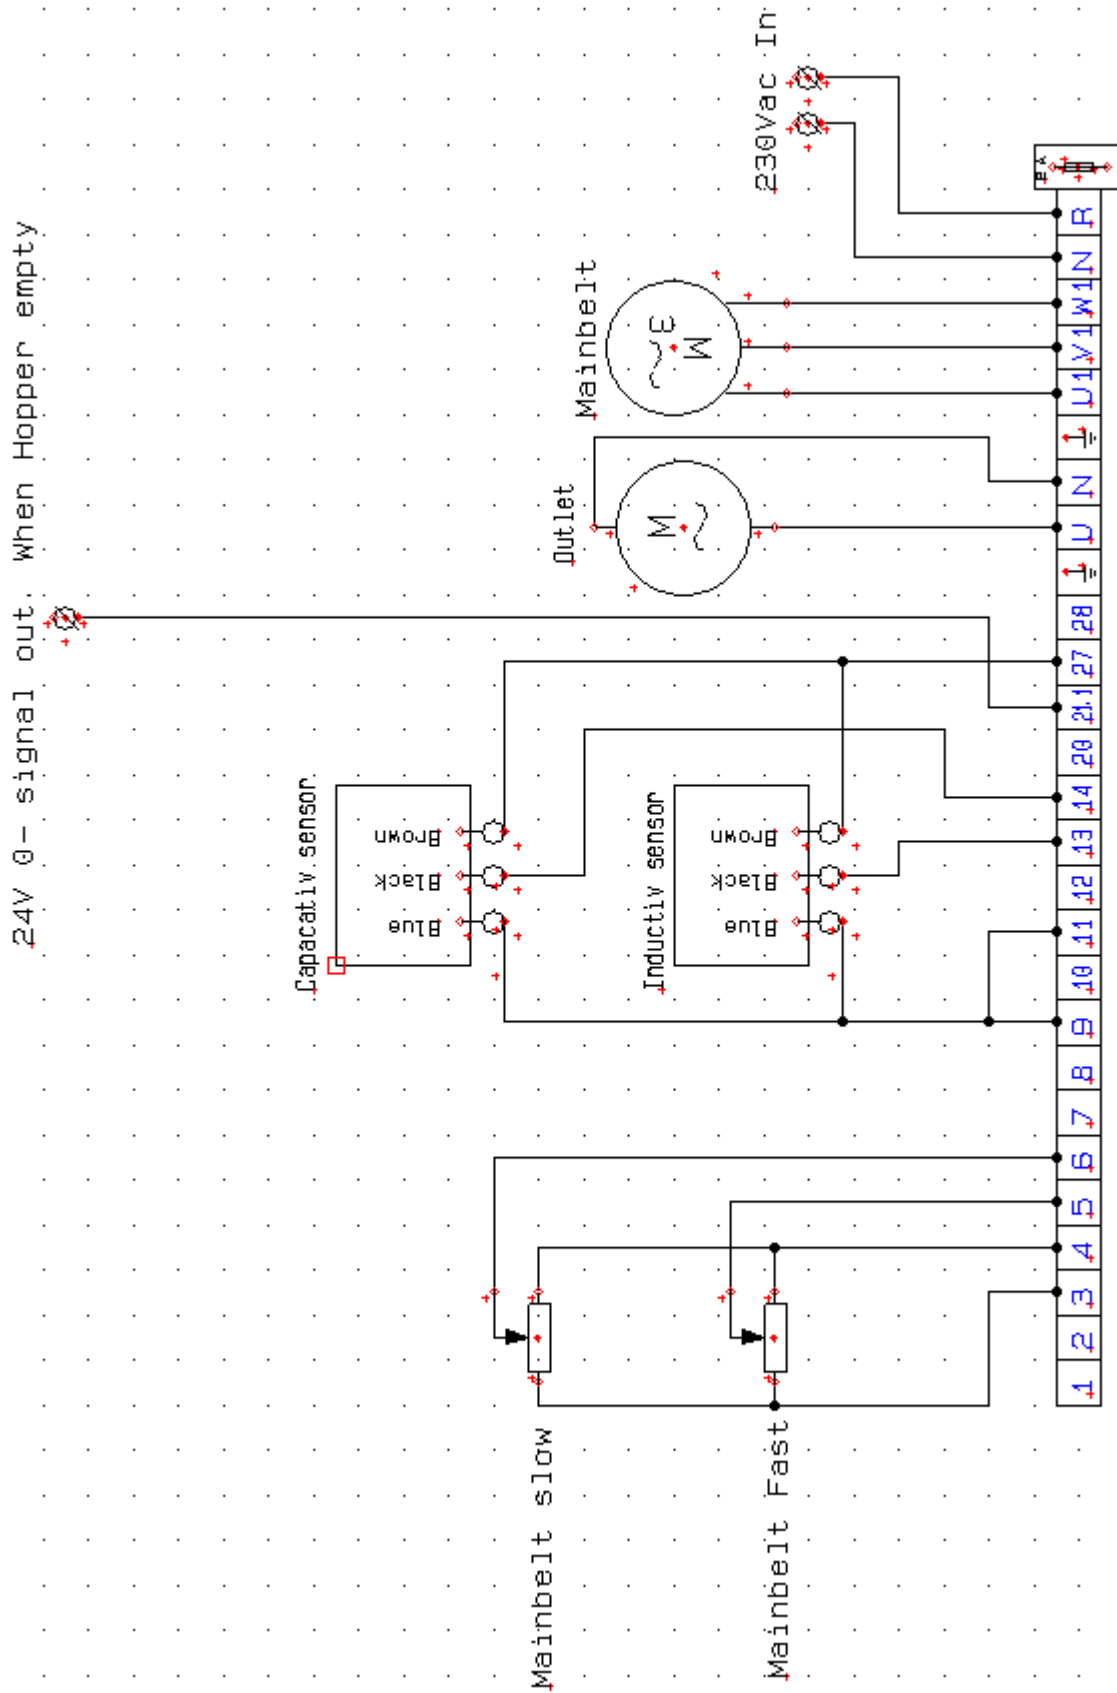 24V 0- signal out. When Hopper empty
Capacativ sensor
Brown
Black
Blue
Mainbelt slow
Outlet
M
Mainbelt
M
3
Inductiv sensor
Brown
Black
Blue
Mainbelt Fast
230Vac In
1 2 3 4 5 6 7 8 9 10 11 12 13 14 20 21.1 27 28 U N U1 V1 W1 N R